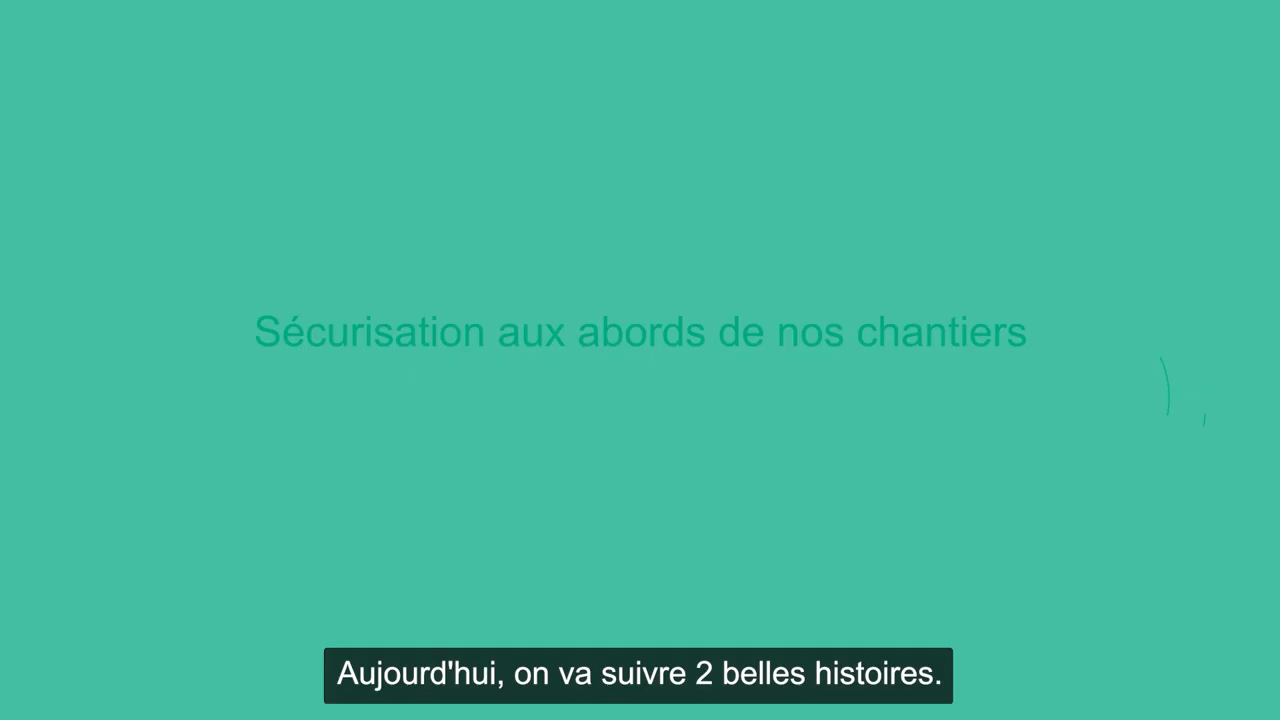 Sécurisation aux abords de nos chantiers
Aujourd'hui, on va suivre 2 belles histoires.